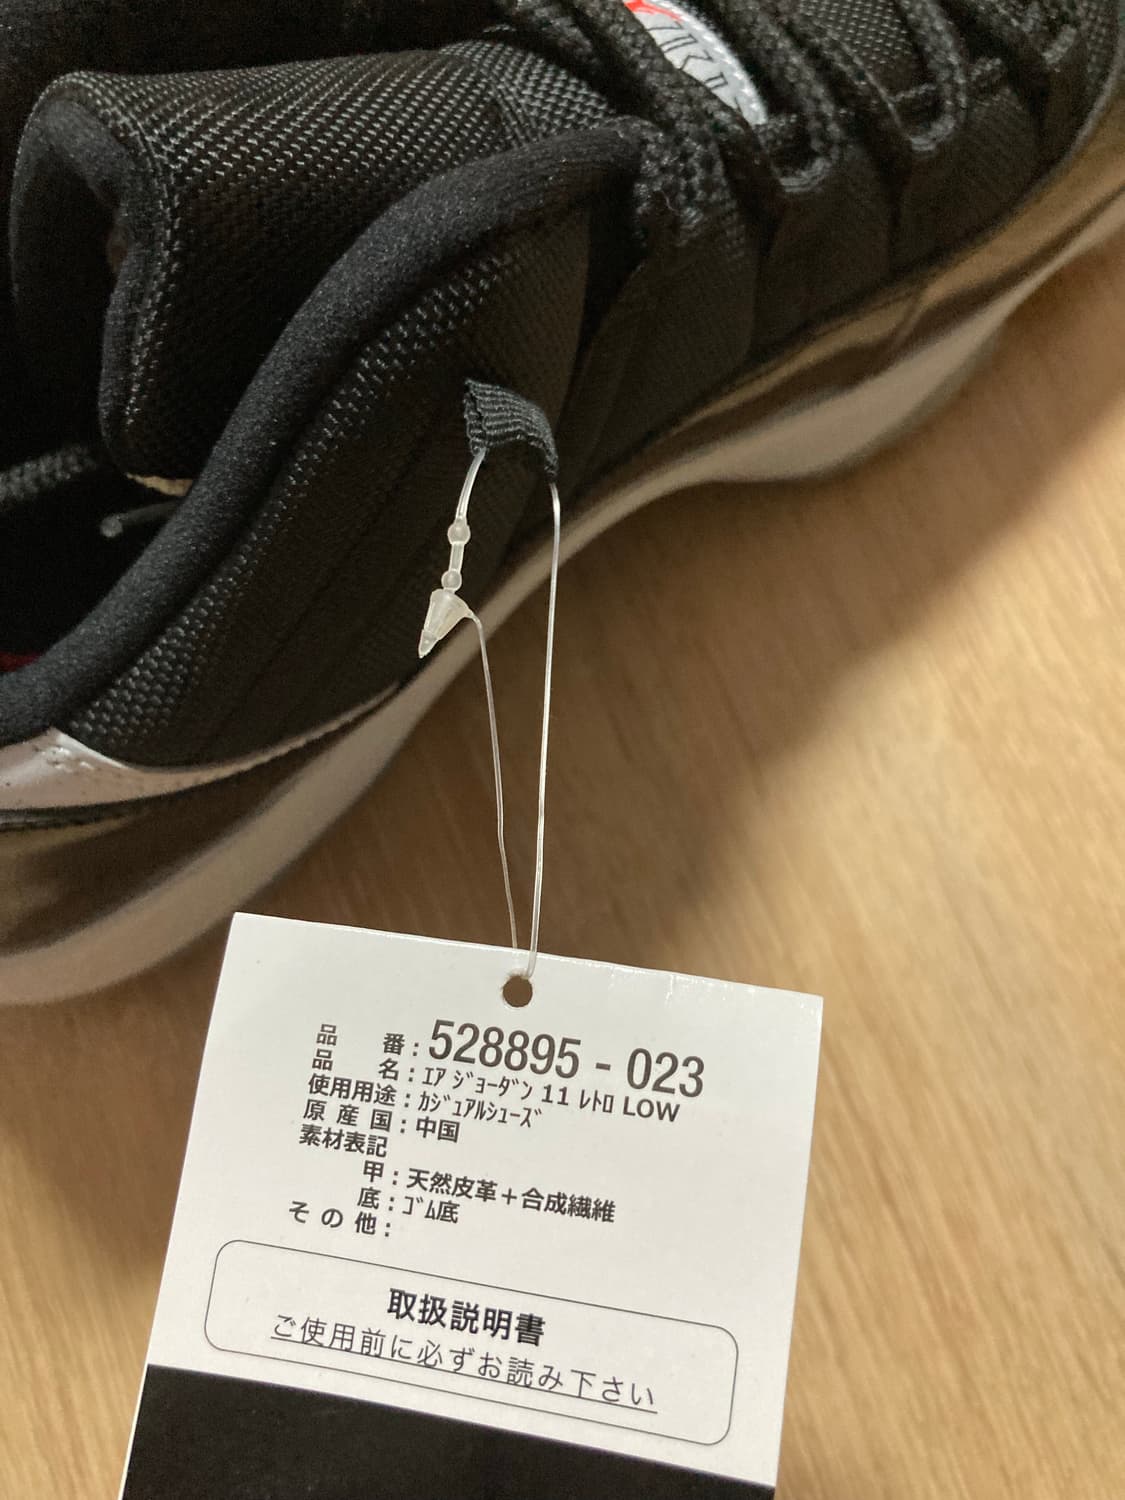 品　　番：528895 - 023
品　　名：ｴｱ ｼﾞｮｰﾀﾞﾝ 11 ﾚﾄﾛ LOW
使用用途：ｶｼﾞｭｱﾙｼｭｰｽﾞ
原 産 国：中国
素材表記
甲：天然皮革＋合成繊維
底：ｺﾞﾑ底
そ の 他：
取扱説明書
ご使用前に必ずお読み下さい